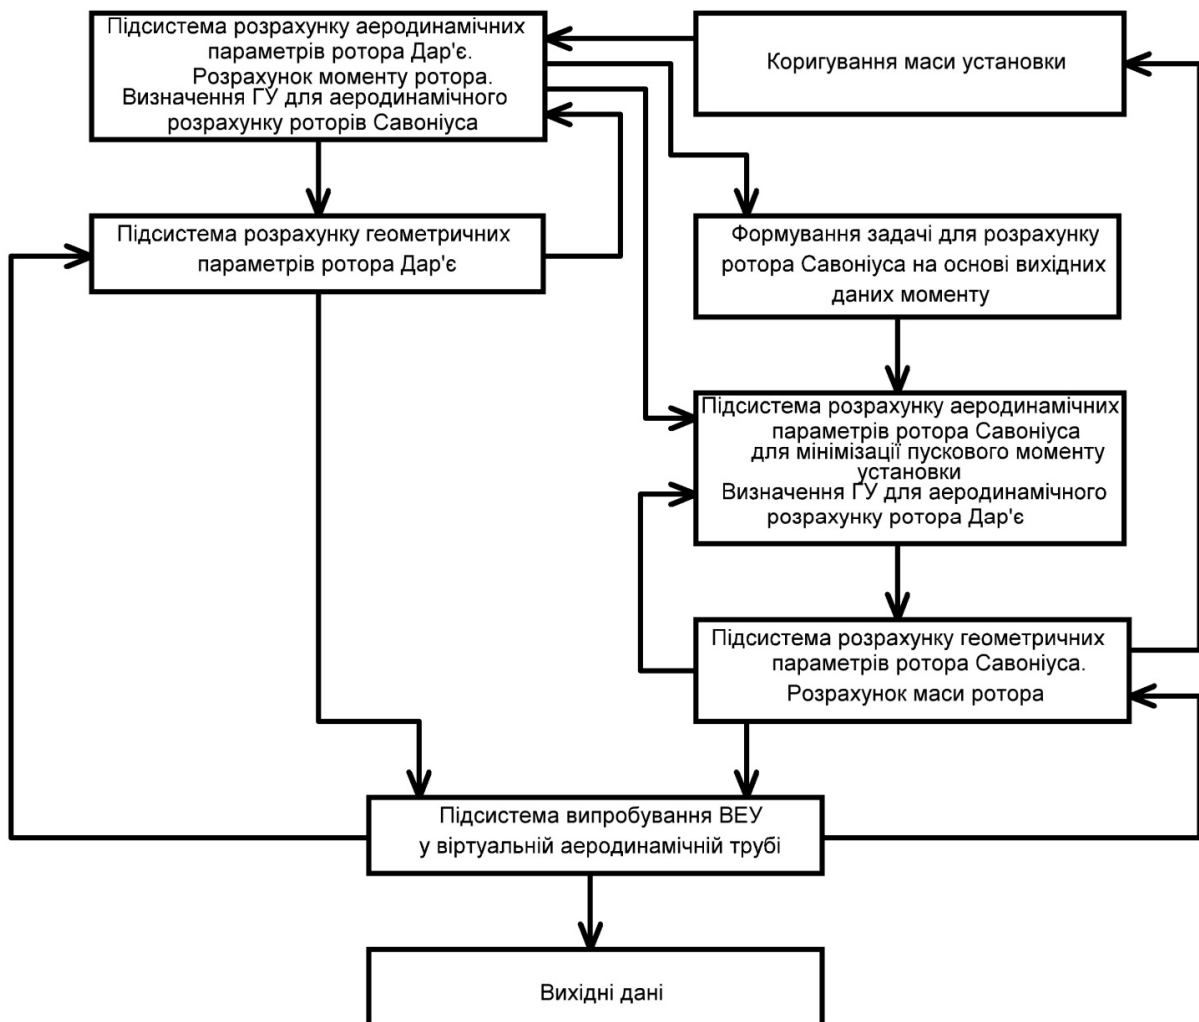 Підсистема розрахунку аеродинамічних
параметрів ротора Дар'є.
Розрахунок моменту ротора.
Визначення ГУ для аеродинамічного
розрахунку роторів Савоніуса
Коригування маси установки
Підсистема розрахунку геометричних
параметрів ротора Дар'є
Формування задачі для розрахунку
ротора Савоніуса на основі вихідних
даних моменту
Підсистема розрахунку аеродинамічних
параметрів ротора Савоніуса
для мінімізації пускового моменту
установки
Визначення ГУ для аеродинамічного
розрахунку ротора Дар'є
Підсистема розрахунку геометричних
параметрів ротора Савоніуса.
Розрахунок маси ротора
Підсистема випробування ВЕУ
у віртуальній аеродинамічній трубі
Вихідні дані